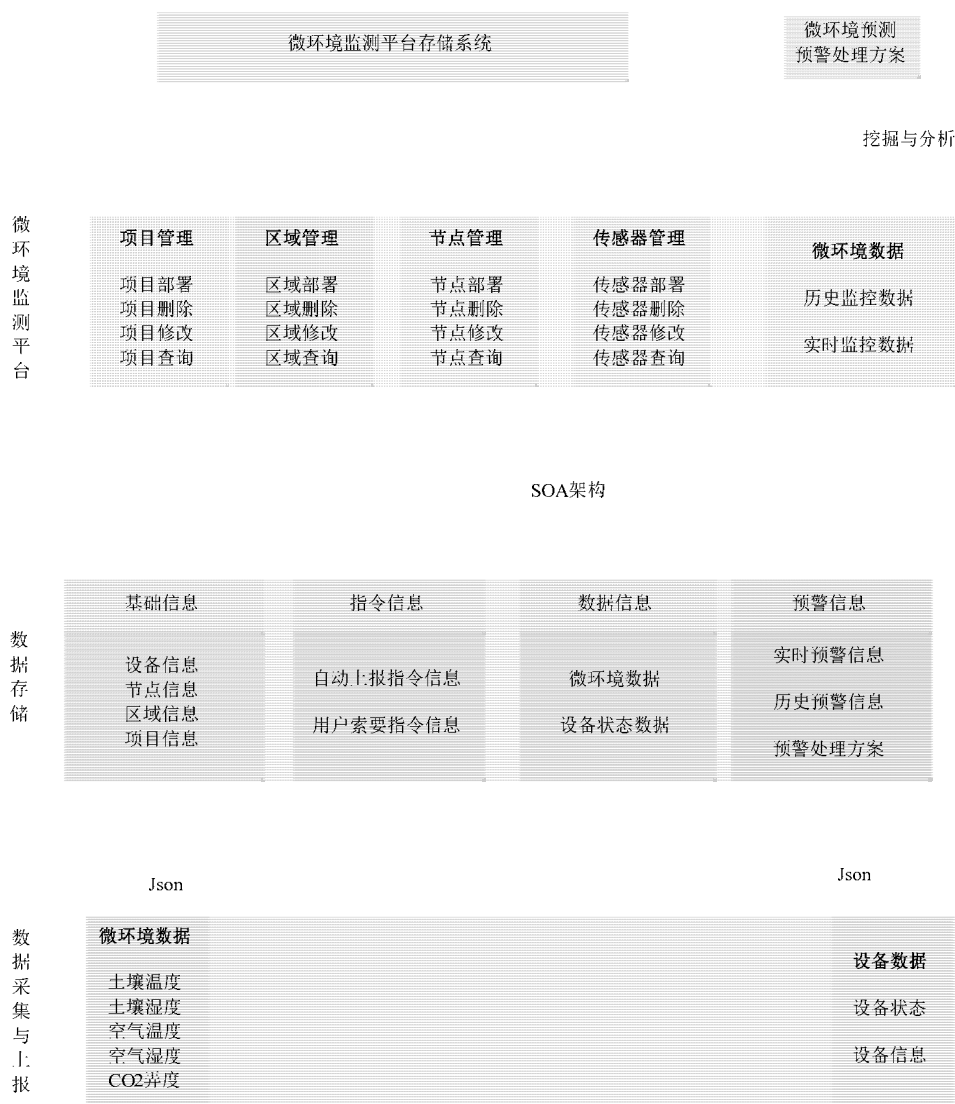 微环境监测平台存储系统
微环境预测
预警处理方案
挖掘与分析
微环境监测平台
项目管理
项目部署
项目删除
项目修改
项目查询
区域管理
区域部署
区域删除
区域修改
区域查询
节点管理
节点部署
节点删除
节点修改
节点查询
传感器管理
传感器部署
传感器删除
传感器修改
传感器查询
微环境数据
历史监控数据
实时监控数据
SOA架构
数据存储
基础信息
设备信息
节点信息
区域信息
项目信息
指令信息
自动上报指令信息
用户索要指令信息
数据信息
微环境数据
设备状态数据
预警信息
实时预警信息
历史预警信息
预警处理方案
Json
Json
数据采集与上报
微环境数据
土壤温度
土壤湿度
空气温度
空气湿度
CO2弄度
设备数据
设备状态
设备信息